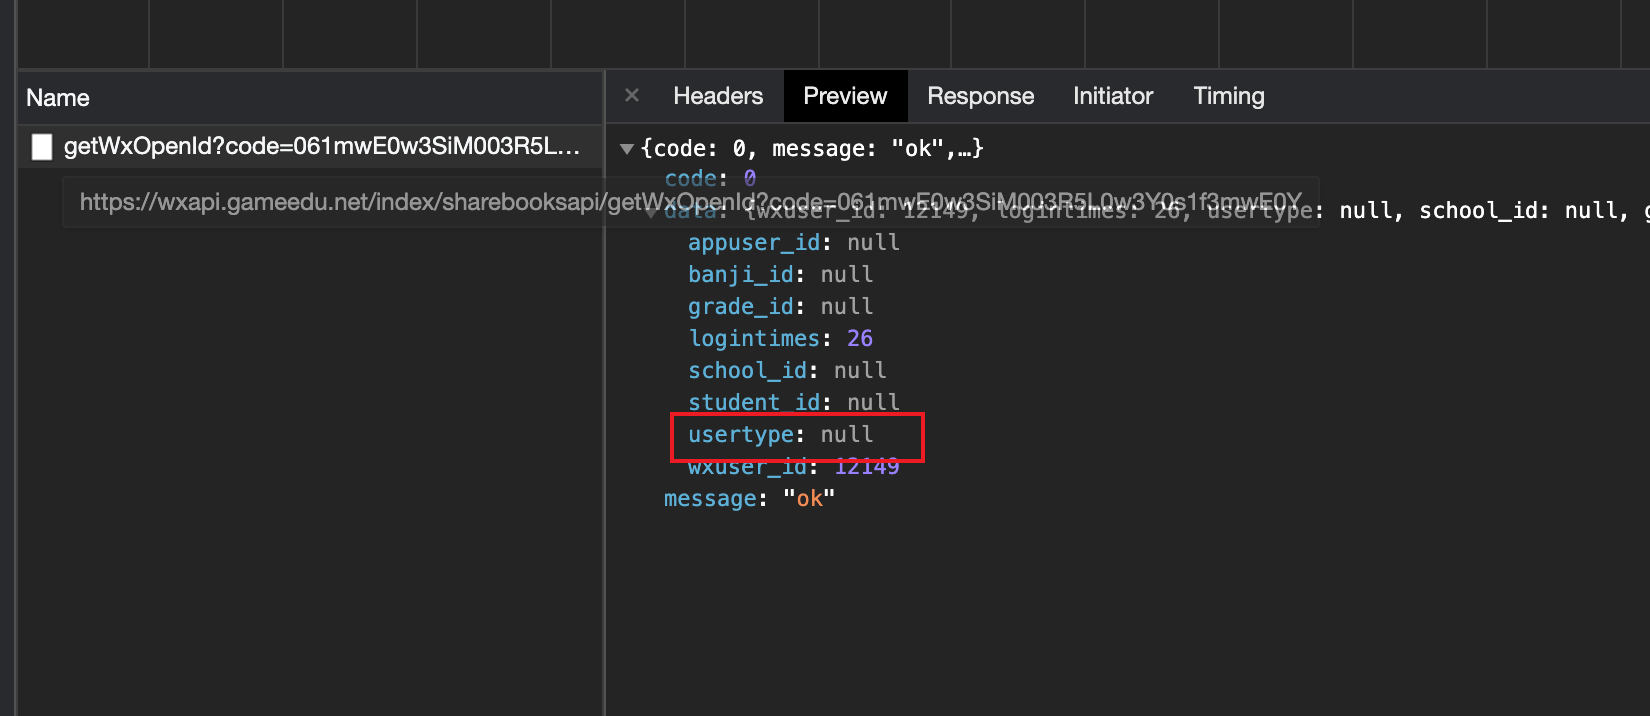 Name
× Headers Preview Response Initiator Timing
getWxOpenId?code=061mwE0w3SiM003R5L…
{code: 0, message: "ok",…}
code: 0
https://wxapi.gameedu.net/index/sharebooksapi/getWxOpenId?code=061mwE0w3SiM003R5L0w3Y0s1f3mwE0Y
data: {wxuser_id: 12149, logintimes: 26, usertype: null, school_id: null, g
appuser_id: null
banji_id: null
grade_id: null
logintimes: 26
school_id: null
student_id: null
usertype: null
wxuser_id: 12149
message: "ok"